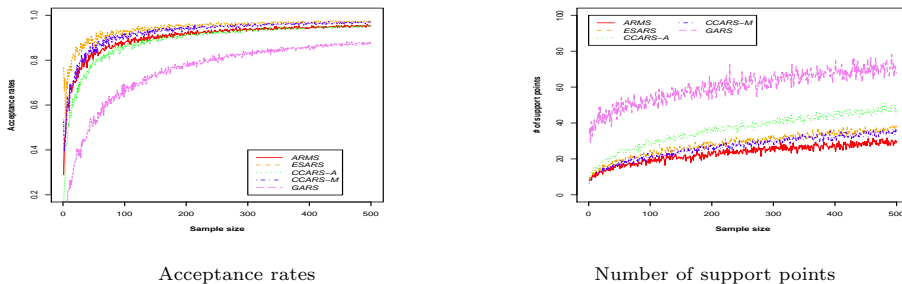 Acceptance rates
1.0
0.8
0.6
0.4
0.2
ARMS
ESARS
CCARS−A
CCARS−M
GARS
0 100 200 300 400 500
Sample size
Acceptance rates
# of support points
100
80
60
40
20
0
ARMS CCARS−M
ESARS GARS
CCARS−A
0 100 200 300 400 500
Sample size
Number of support points